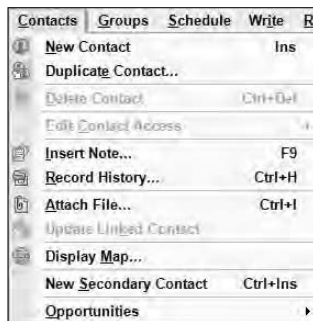 Contacts Groups Schedule Write R
New Contact Ins
Duplicate Contact...
Delete Contact Ctrl+Del
Edit Contact Access
Insert Note... F9
Record History... Ctrl+H
Attach File... Ctrl+I
Update Linked Contact
Display Map...
New Secondary Contact Ctrl+Ins
Opportunities